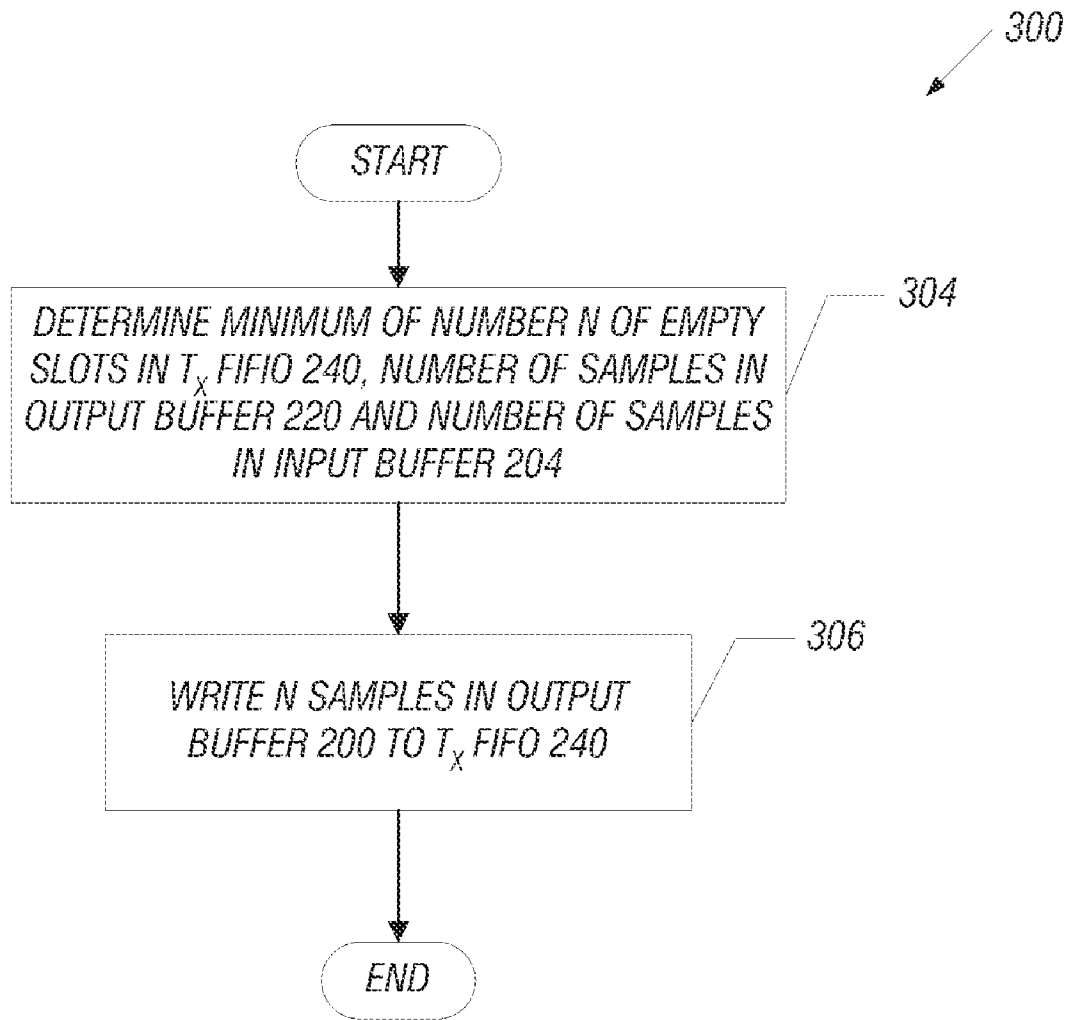 300
START
304
DETERMINE MINIMUM OF NUMBER N OF EMPTY
SLOTS IN TX FIFIO 240, NUMBER OF SAMPLES IN
OUTPUT BUFFER 220 AND NUMBER OF SAMPLES
IN INPUT BUFFER 204
306
WRITE N SAMPLES IN OUTPUT
BUFFER 200 TO TX FIFO 240
END